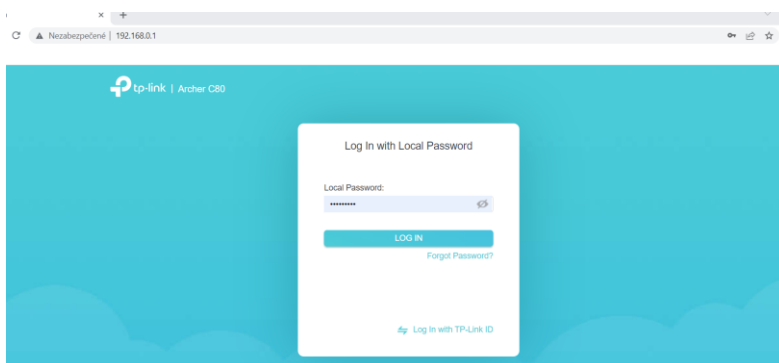 Nezabezpečené | 192.168.0.1
tp-link | Archer C80
Log In with Local Password
Local Password:
•••••••••
LOG IN
Forgot Password?
Log In with TP-Link ID